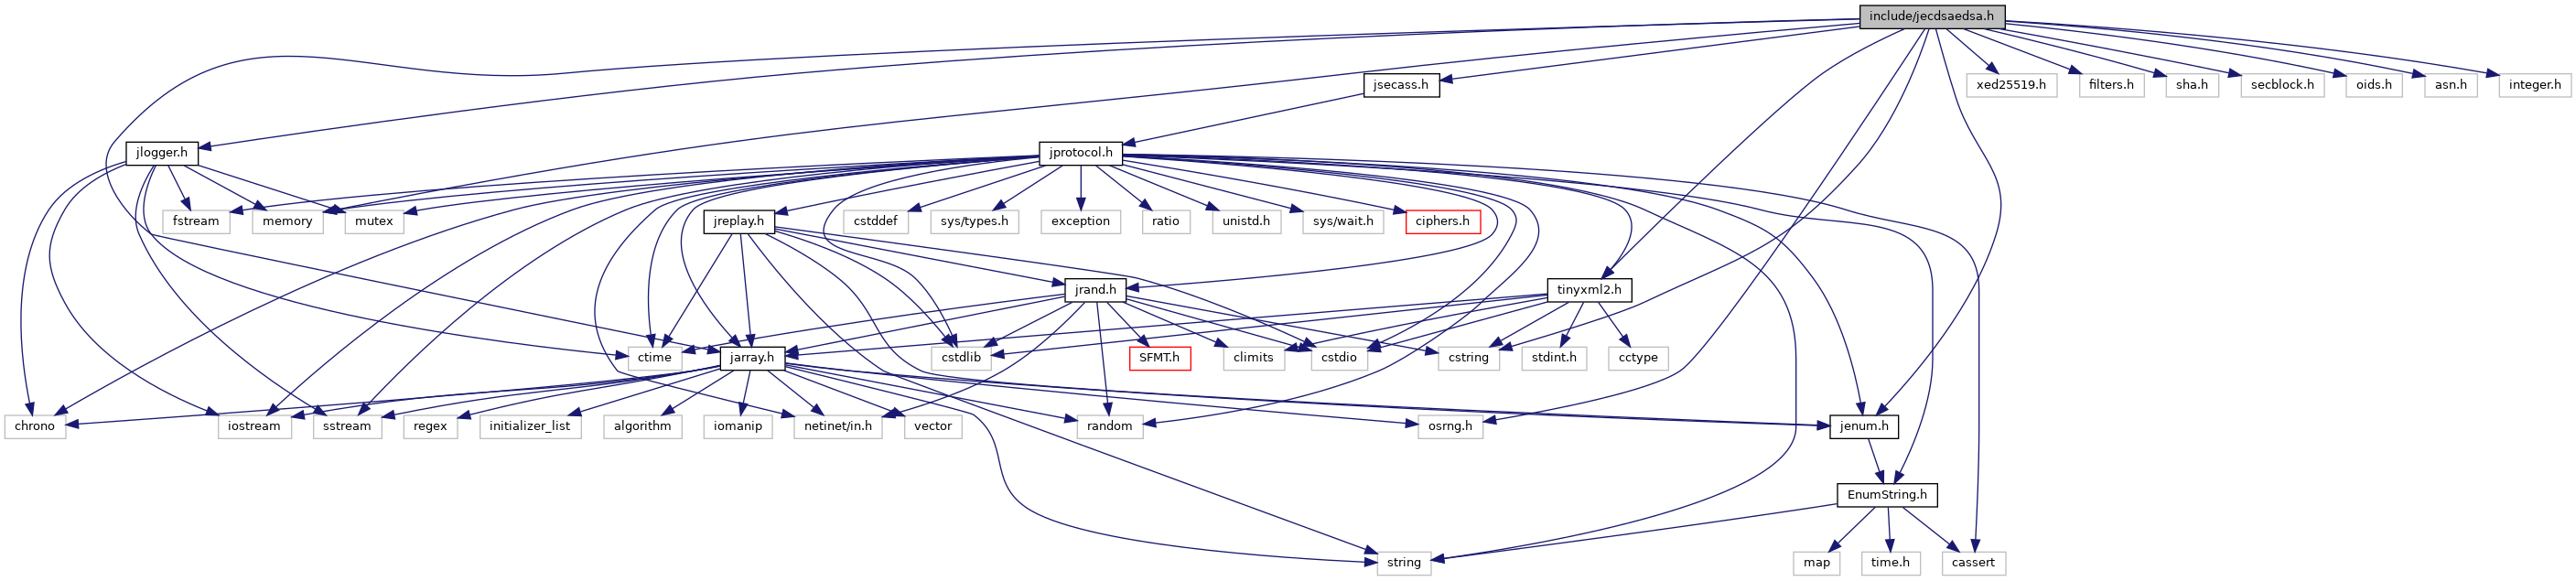 include/jecdsaedsa.h
jsecass.h
xed25519.h
filters.h
sha.h
secblock.h
oids.h
asn.h
integer.h
jlogger.h
jprotocol.h
fstream
memory
mutex
jreplay.h
cstddef
sys/types.h
exception
ratio
unistd.h
sys/wait.h
ciphers.h
jrand.h
tinyxml2.h
ctime
jarray.h
cstdlib
SFMT.h
climits
cstdio
cstring
stdint.h
cctype
chrono
iostream
sstream
regex
initializer_list
algorithm
iomanip
netinet/in.h
vector
random
osrng.h
jenum.h
EnumString.h
string
map
time.h
cassert